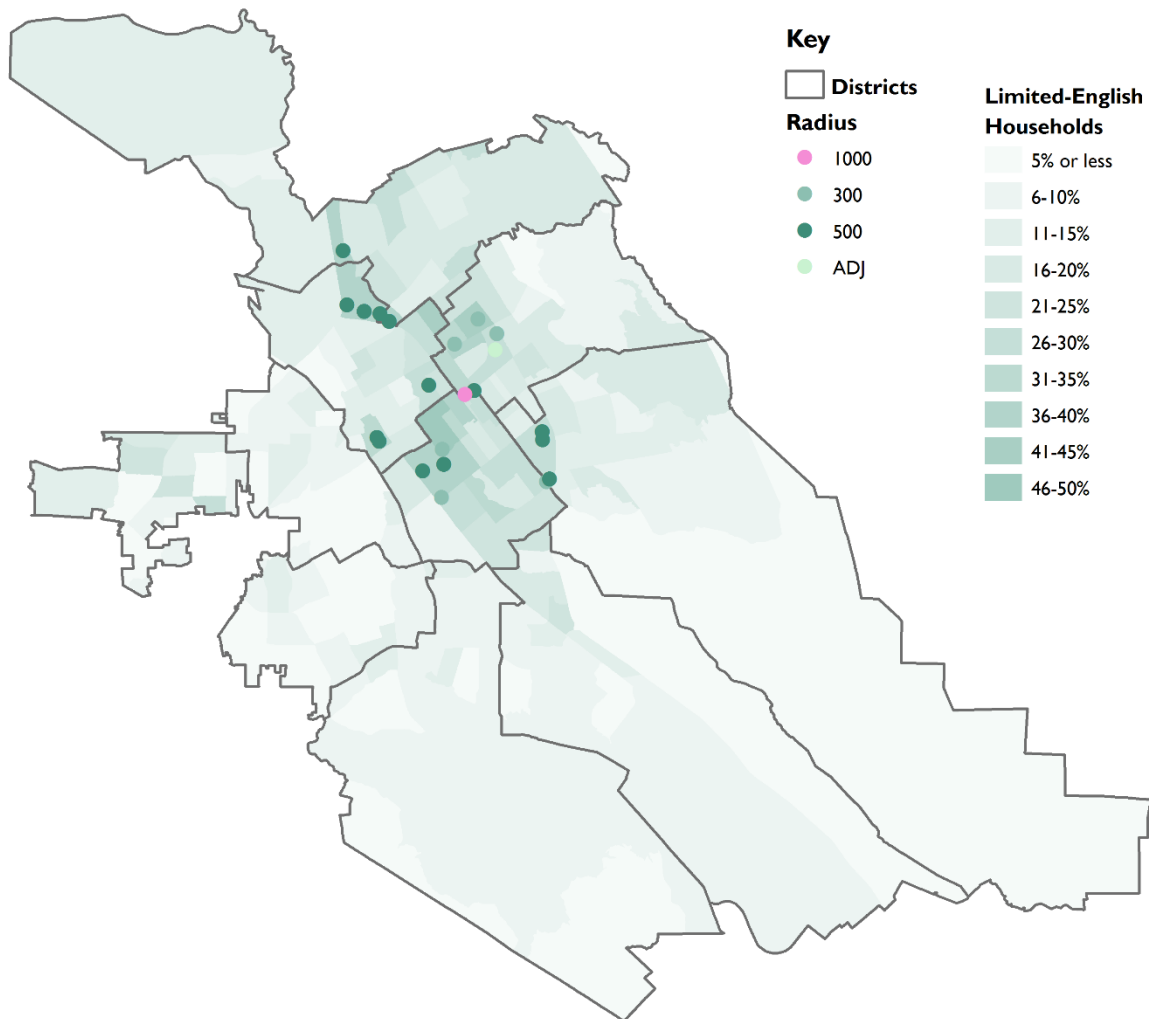 Key
Districts
Radius
1000
300
500
ADJ
Limited-English
Households
5% or less
6-10%
11-15%
16-20%
21-25%
26-30%
31-35%
36-40%
41-45%
46-50%